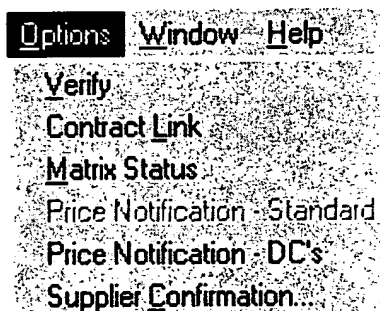 Options Window Help
Verify
Contract Link
Matrix Status
Price Notification - Standard
Price Notification - DC's
Supplier Confirmation...